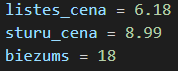 listes_cena = 6.18
sturu_cena = 8.99
biezums = 18